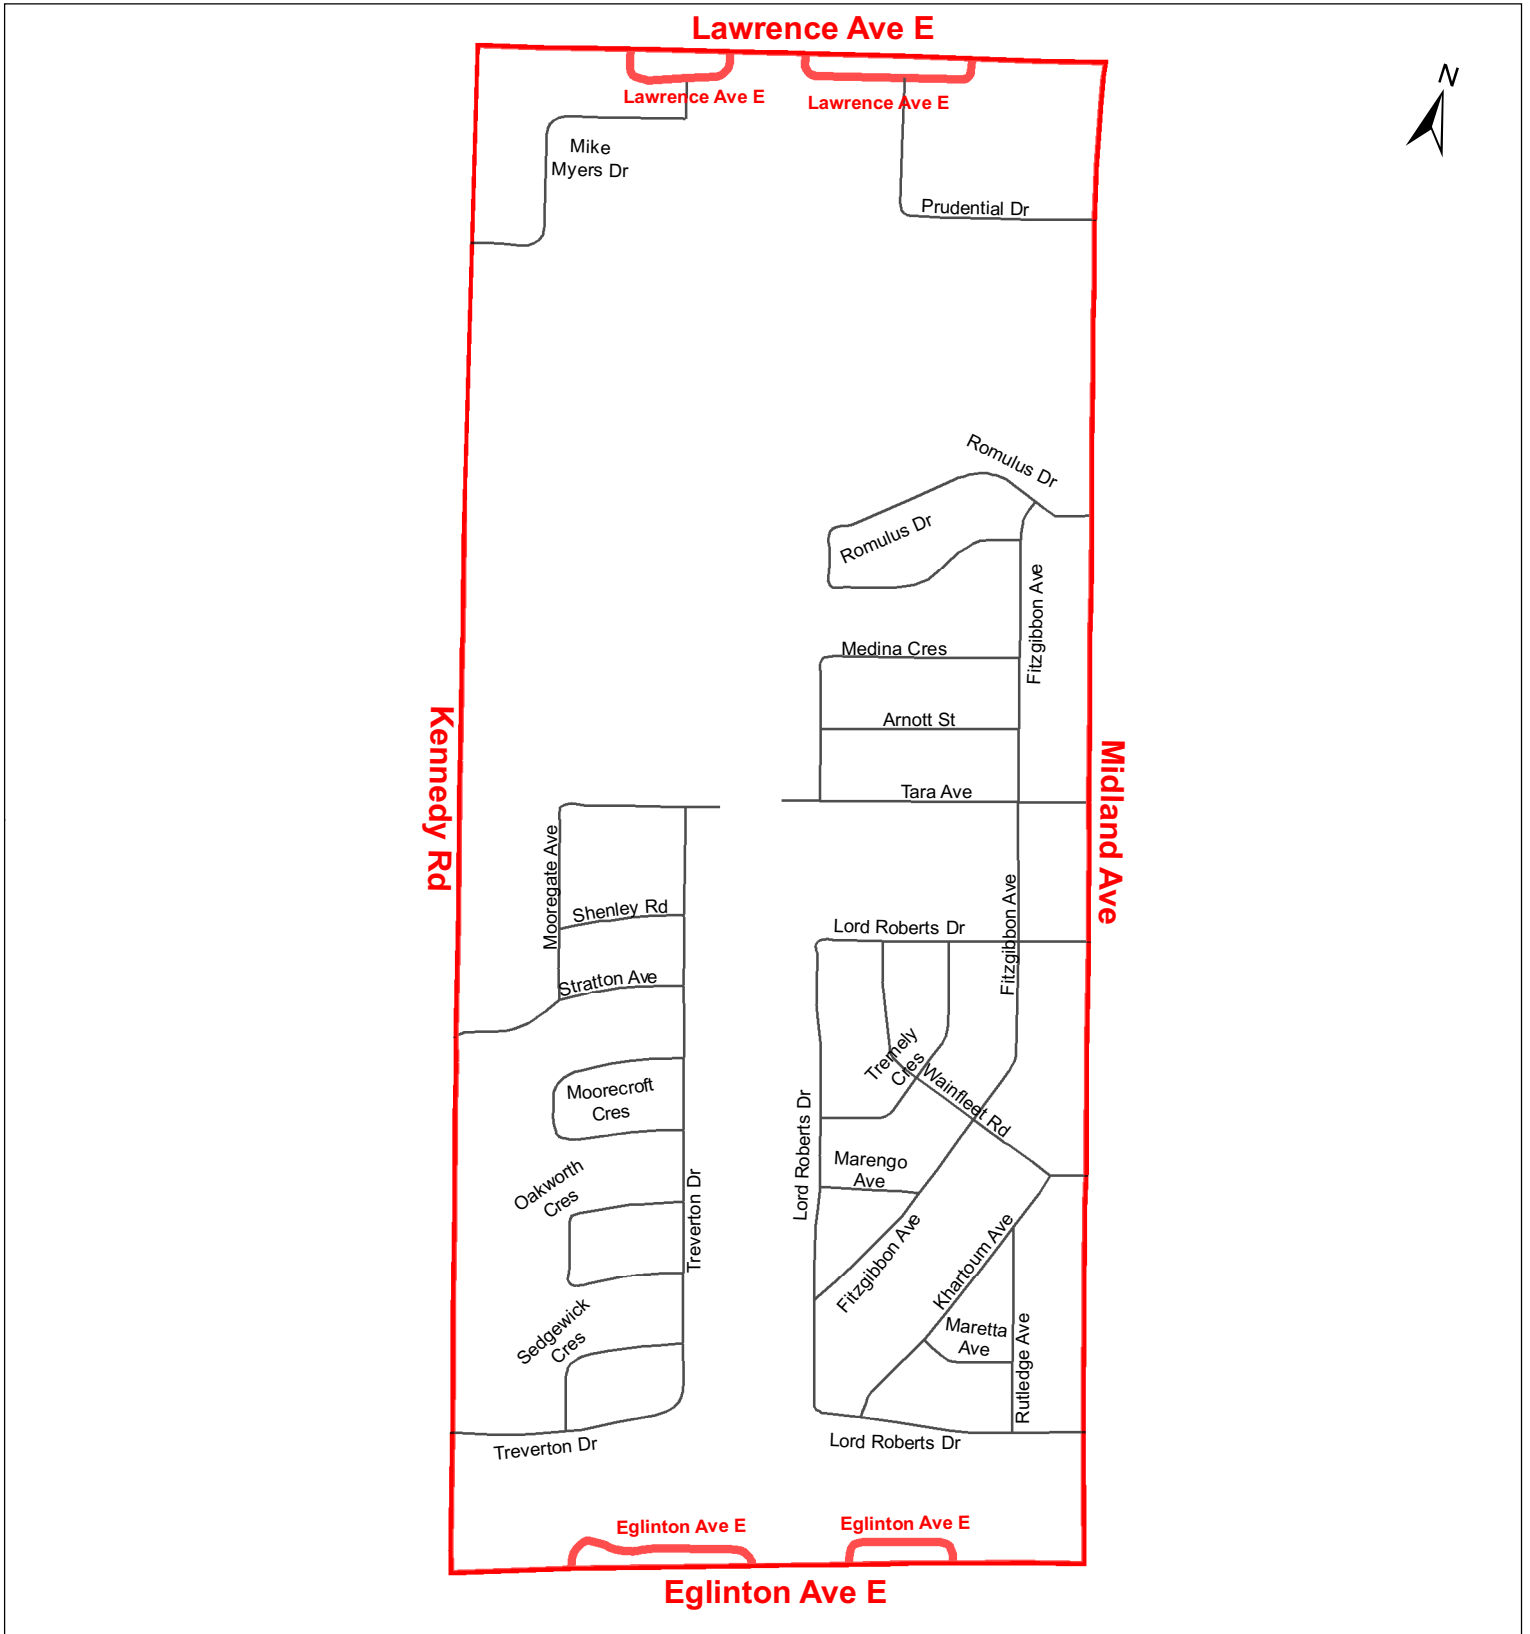 Lawrence Ave E
N
Lawrence Ave E
Lawrence Ave E
Mike
Myers Dr
Prudential Dr
Romulus Dr
Romulus Dr
Fitzgibbon Ave
Medina Cres
Arnott St
Kennedy Rd
Midland Ave
Tara Ave
Mooregate Ave
Shenley Rd
Fitzgibbon Ave
Lord Roberts Dr
Stratton Ave
Tremely
Cres
Wainfleet Rd
Moorecroft
Cres
Lord Roberts Dr
Marengo
Ave
Oakworth
Cres
Treverton Dr
Fitzgibbon Ave
Khartoum Ave
Sedgewick
Cres
Maretta
Ave
Rutledge Ave
Treverton Dr
Lord Roberts Dr
Eglinton Ave E
Eglinton Ave E
Eglinton Ave E